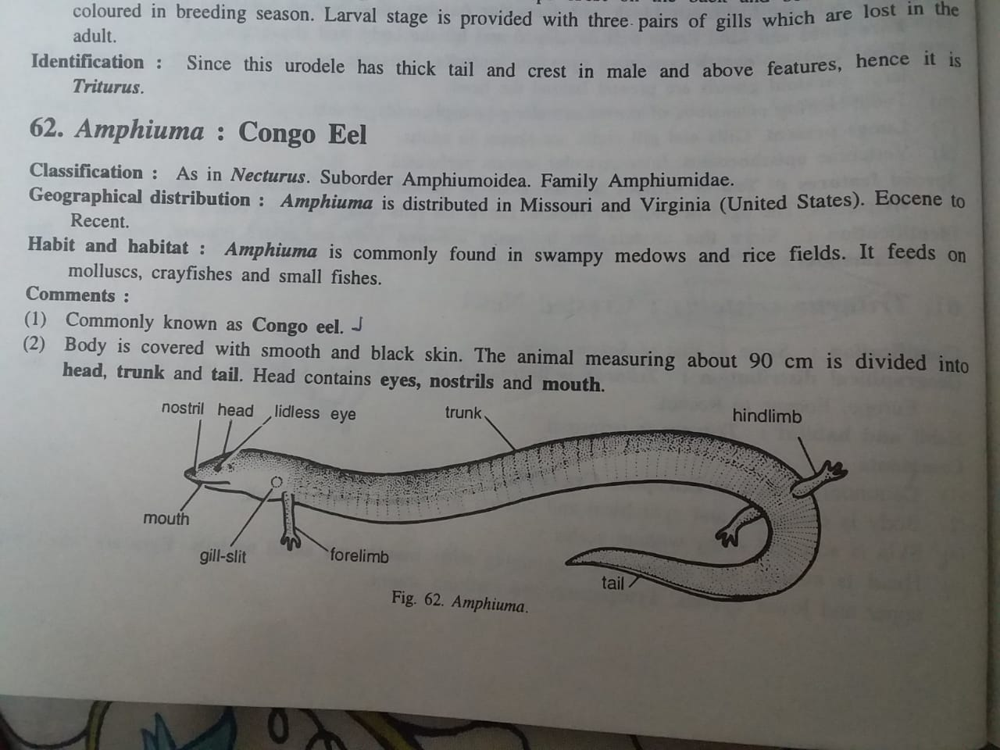 coloured in breeding season. Larval stage is provided with three pairs of gills which are lost in the
adult.
Identification : Since this urodele has thick tail and crest in male and above features, hence it is
Triturus.
62. Amphiuma : Congo Eel
Classification : As in Necturus. Suborder Amphiumoidea. Family Amphiumidae.
Geographical distribution : Amphiuma is distributed in Missouri and Virginia (United States). Eocene to
Recent.
Habit and habitat : Amphiuma is commonly found in swampy medows and rice fields. It feeds on
molluscs, crayfishes and small fishes.
Comments :
(1) Commonly known as Congo eel.
(2) Body is covered with smooth and black skin. The animal measuring about 90 cm is divided into
head, trunk and tail. Head contains eyes, nostrils and mouth.
nostril head lidless eye trunk hindlimb
mouth
gill-slit forelimb
tail
Fig. 62. Amphiuma.